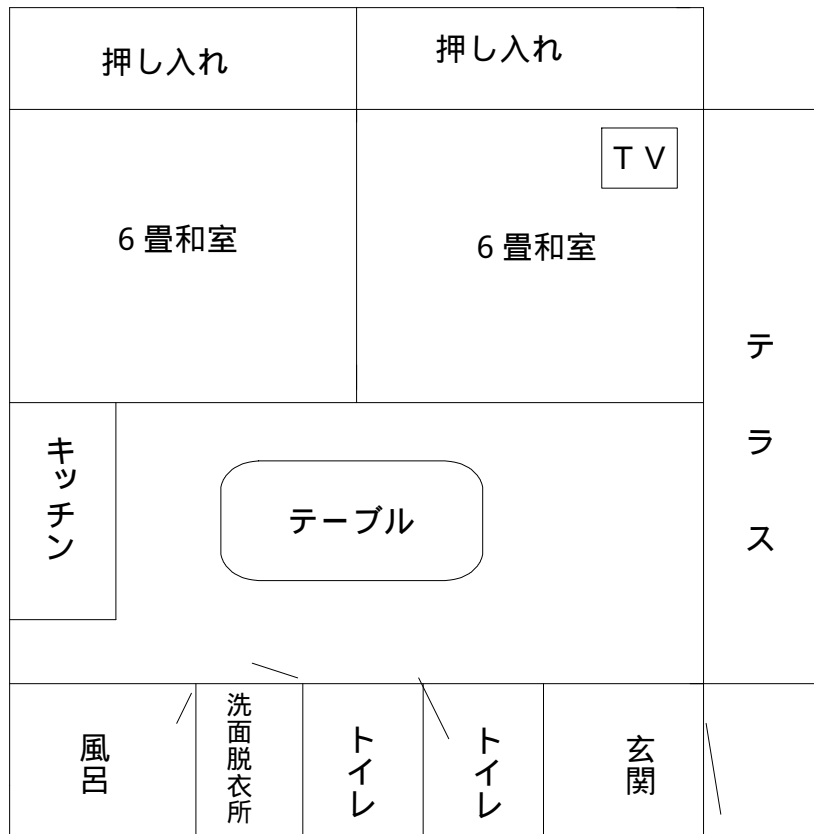 押し入れ
押し入れ
ＴＶ
6 畳和室
6 畳和室
テラス
キッチン
テーブル
風呂
洗面脱衣所
トイレ
トイレ
玄関